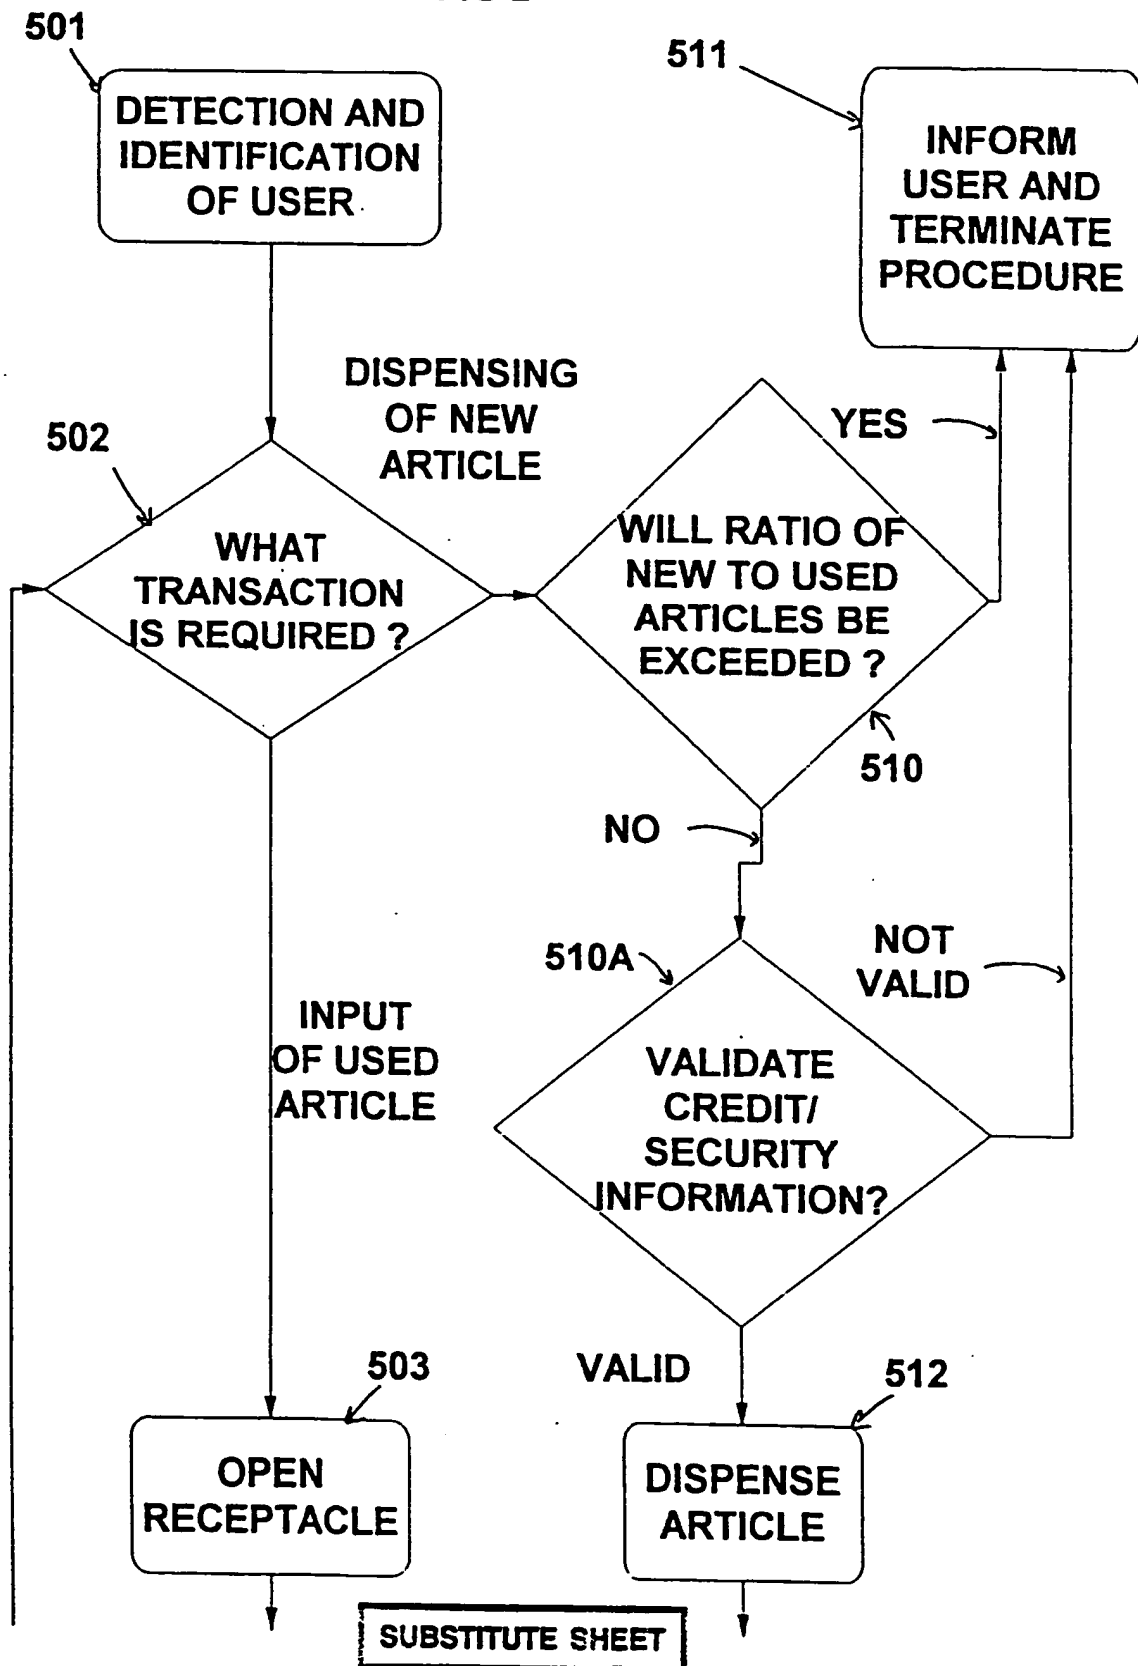 501
DETECTION AND
IDENTIFICATION
OF USER
511
INFORM
USER AND
TERMINATE
PROCEDURE
DISPENSING
OF NEW
ARTICLE
YES
502
WHAT
TRANSACTION
IS REQUIRED ?
WILL RATIO OF
NEW TO USED
ARTICLES BE
EXCEEDED ?
510
NO
510A
NOT
VALID
INPUT
OF USED
ARTICLE
VALIDATE
CREDIT/
SECURITY
INFORMATION?
503
VALID
512
OPEN
RECEPTACLE
DISPENSE
ARTICLE
SUBSTITUTE SHEET